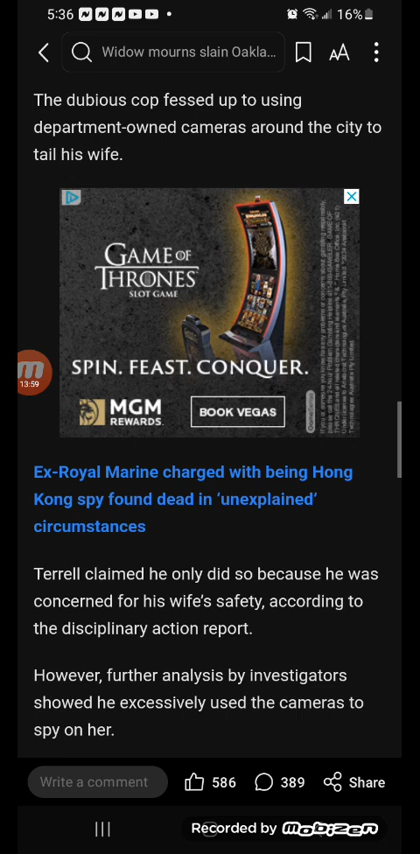 5:36
16%
Widow mourns slain Oakla...
AA
The dubious cop fessed up to using
department-owned cameras around the city to
tail his wife.
GAME OF
THRONES
SLOT GAME
SPIN. FEAST. CONQUER.
MGM
REWARDS.
BOOK VEGAS
13:59
Ex-Royal Marine charged with being Hong
Kong spy found dead in ‘unexplained’
circumstances
Terrell claimed he only did so because he was
concerned for his wife’s safety, according to
the disciplinary action report.
However, further analysis by investigators
showed he excessively used the cameras to
spy on her.
Write a comment
586
389
Share
Recorded by Mobizen